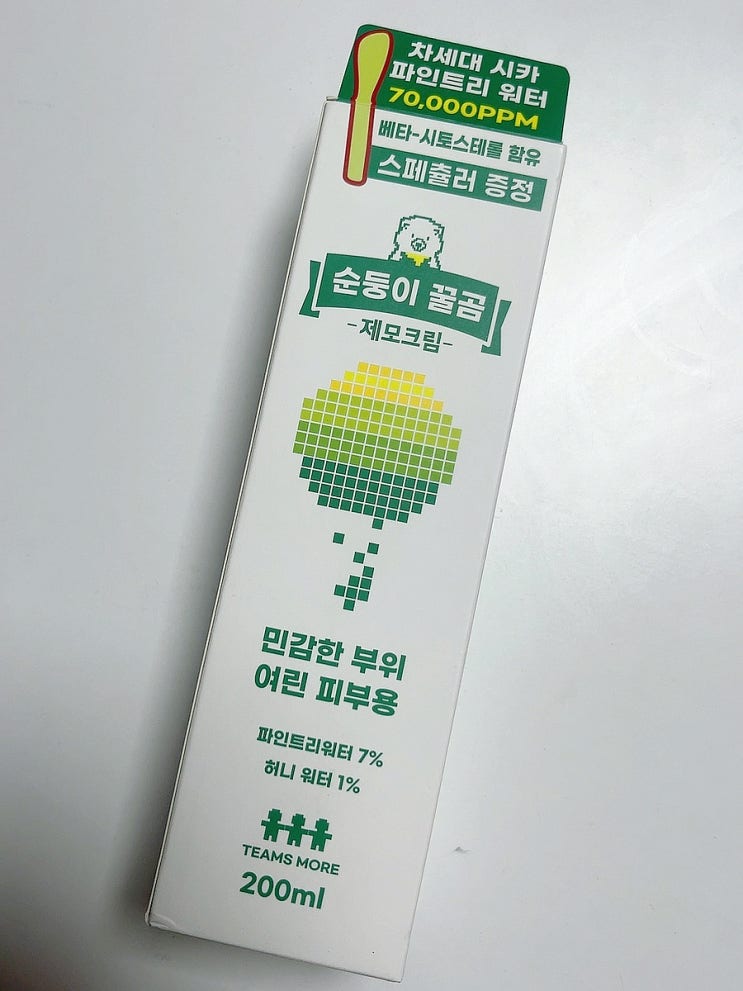 차세대 시카
파인트리 워터
70,000PPM
베타-시토스테롤 함유
스페츌러 증정
순둥이 꿀곰
-제모크림-
민감한 부위
여린 피부용
파인트리워터 7%
허니 워터 1%
TEAMS MORE
200ml